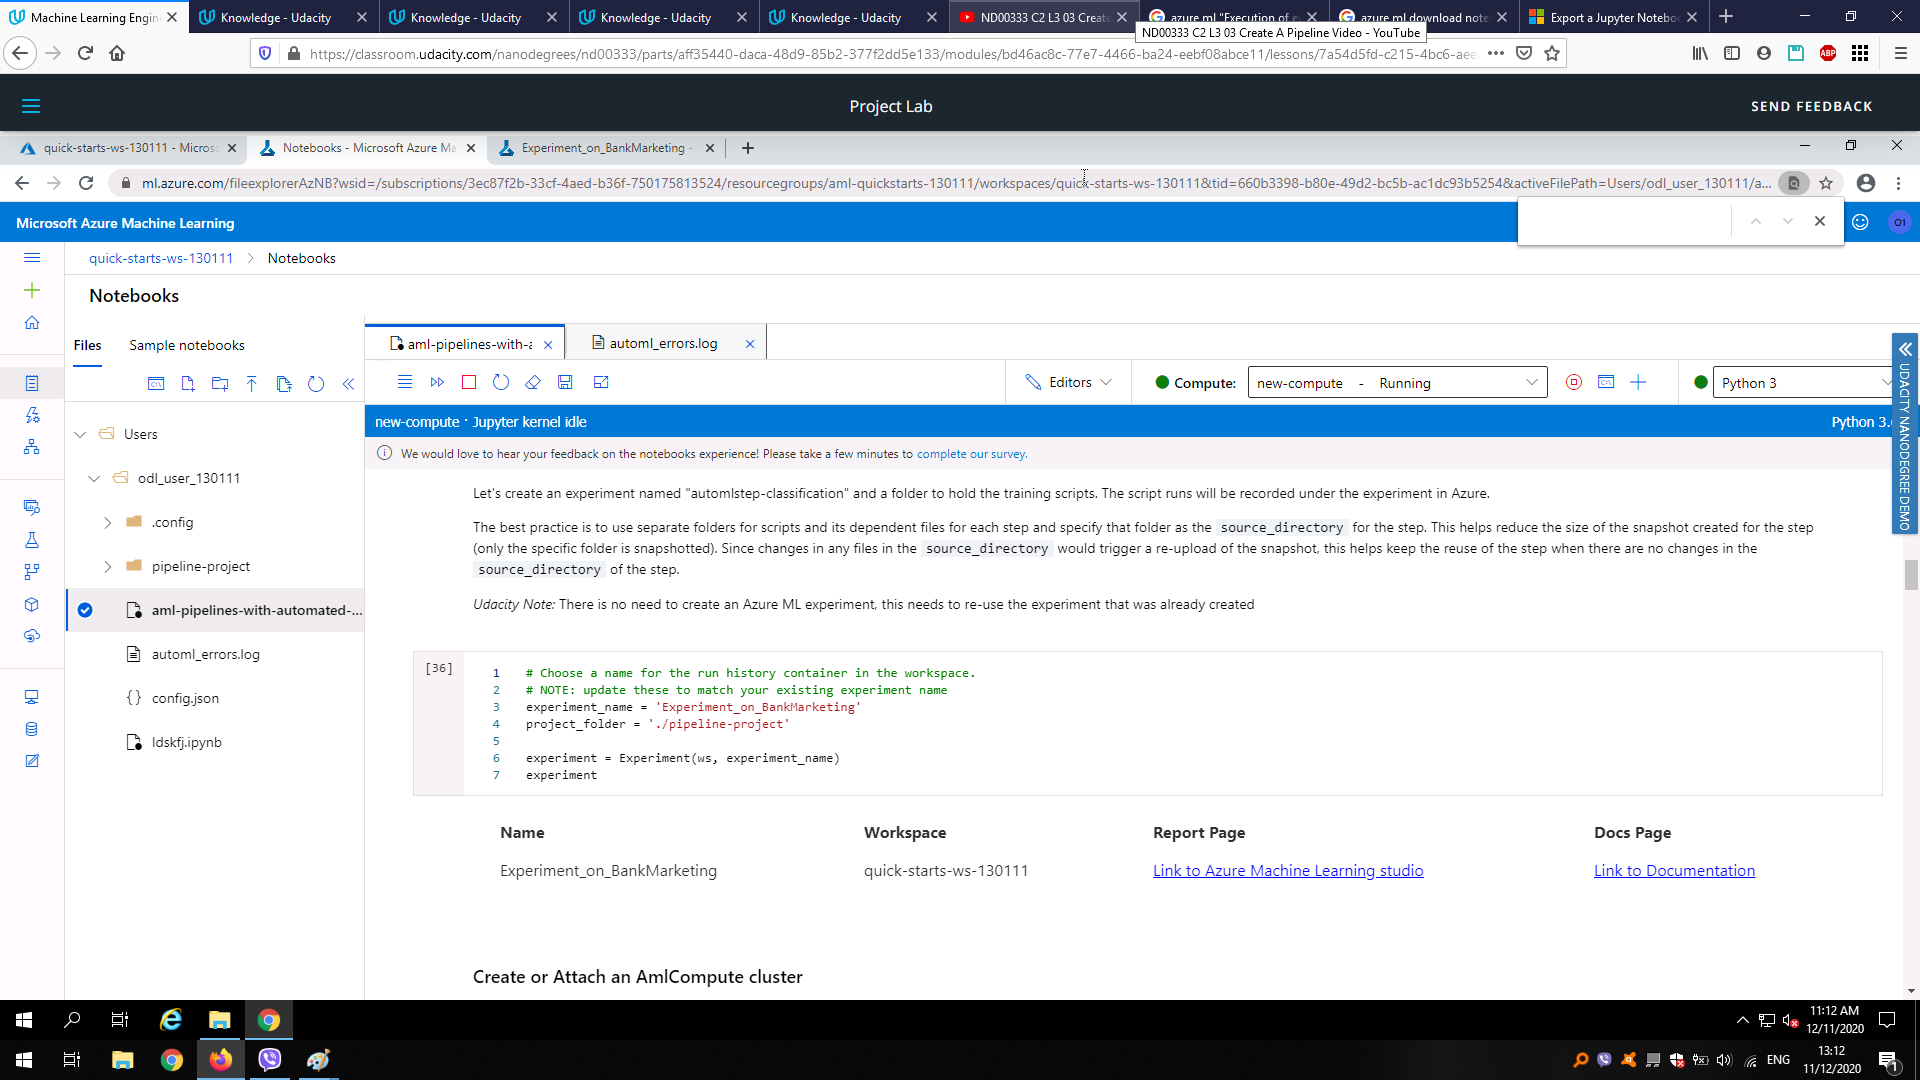 Machine Learning Engin
Knowledge - Udacity
Knowledge - Udacity
Knowledge - Udacity
Knowledge - Udacity
ND00333 C2 L3 03 Create
azure ml "Execution of e
azure ml download note
Export a Jupyter Notebo
ND00333 C2 L3 03 Create A Pipeline Video - YouTube
https://classroom.udacity.com/nanodegrees/nd00333/parts/aff35440-daca-48d9-85b2-377f2dd5e133/modules/bd46ac8c-77e7-4466-ba24-eebf08abce11/lessons/7a54d5fd-c215-4bc6-aee
ABP
Project Lab
SEND FEEDBACK
quick-starts-ws-130111 - Micros
Notebooks - Microsoft Azure Ma
Experiment_on_BankMarketing -
ml.azure.com/fileexplorerAzNB?wsid=/subscriptions/3ec87f2b-33cf-4aed-b36f-750175813524/resourcegroups/aml-quickstarts-130111/workspaces/quick-starts-ws-130111&tid=660b3398-b80e-49d2-bc5b-ac1dc93b5254&activeFilePath=Users/odl_user_130111/a...
Microsoft Azure Machine Learning
O1
quick-starts-ws-130111 > Notebooks
Notebooks
Files
Sample notebooks
aml-pipelines-with-a
automl_errors.log
Editors
Compute:
new-compute - Running
Python 3
UDACITY NANODEGREE DEMO
new-compute · Jupyter kernel idle
Python 3.
We would love to hear your feedback on the notebooks experience! Please take a few minutes to complete our survey.
Users
odl_user_130111
.config
pipeline-project
aml-pipelines-with-automated-...
automl_errors.log
{} config.json
ldskfj.ipynb
Let's create an experiment named "automlstep-classification" and a folder to hold the training scripts. The script runs will be recorded under the experiment in Azure.
The best practice is to use separate folders for scripts and its dependent files for each step and specify that folder as the source_directory for the step. This helps reduce the size of the snapshot created for the step
(only the specific folder is snapshotted). Since changes in any files in the source_directory would trigger a re-upload of the snapshot, this helps keep the reuse of the step when there are no changes in the
source_directory of the step.
Udacity Note: There is no need to create an Azure ML experiment, this needs to re-use the experiment that was already created
[36]
1 # Choose a name for the run history container in the workspace.
2 # NOTE: update these to match your existing experiment name
3 experiment_name = 'Experiment_on_BankMarketing'
4 project_folder = './pipeline-project'
5
6 experiment = Experiment(ws, experiment_name)
7 experiment
Name Workspace Report Page Docs Page
Experiment_on_BankMarketing quick-starts-ws-130111 Link to Azure Machine Learning studio Link to Documentation
Create or Attach an AmlCompute cluster
11:12 AM
12/11/2020
ENG
13:12
11/12/2020
1